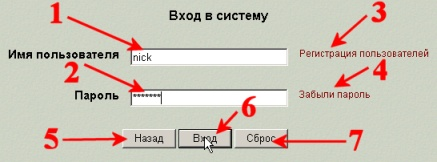 Вход в систему
1 3
Имя пользователя nick Регистрация пользователей
2 4
Пароль ******* Забыли пароль
6
5 Назад Вход Сброс 7